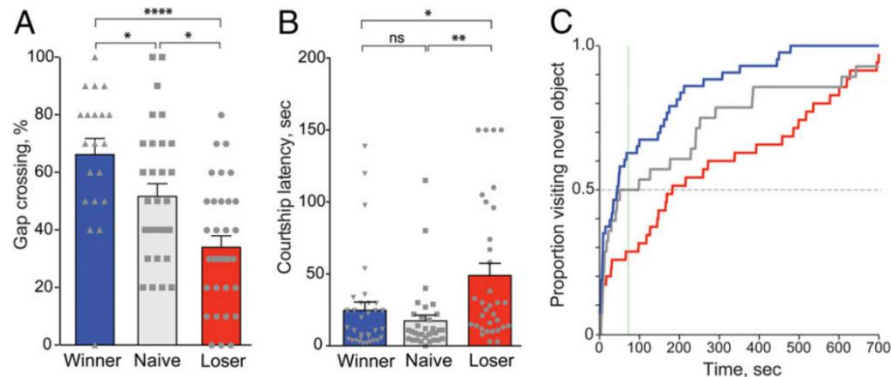 A
****
*
*
Gap crossing, %
100
80
60
40
20
0
Winner
Naive
Loser
B
*
ns
**
Courtship latency, sec
200
150
100
50
0
Winner
Naive
Loser
C
Proportion visiting novel object
1.0
0.5
0
100
200
300
400
500
600
700
Time, sec